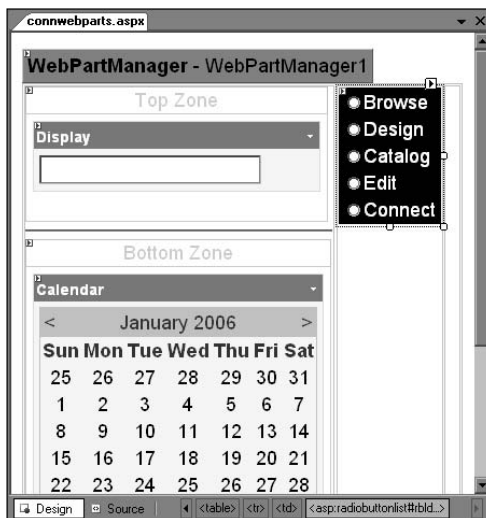 connwebparts.aspx
WebPartManager - WebPartManager1
Top Zone
Display
Browse
Design
Catalog
Edit
Connect
Bottom Zone
Calendar
< January 2006 >
Sun Mon Tue Wed Thu Fri Sat
25 26 27 28 29 30 31
1 2 3 4 5 6 7
8 9 10 11 12 13 14
15 16 17 18 19 20 21
22 23 24 25 26 27 28
Design Source <table> <tr> <td> <asp:radiobuttonlist#rbld...>